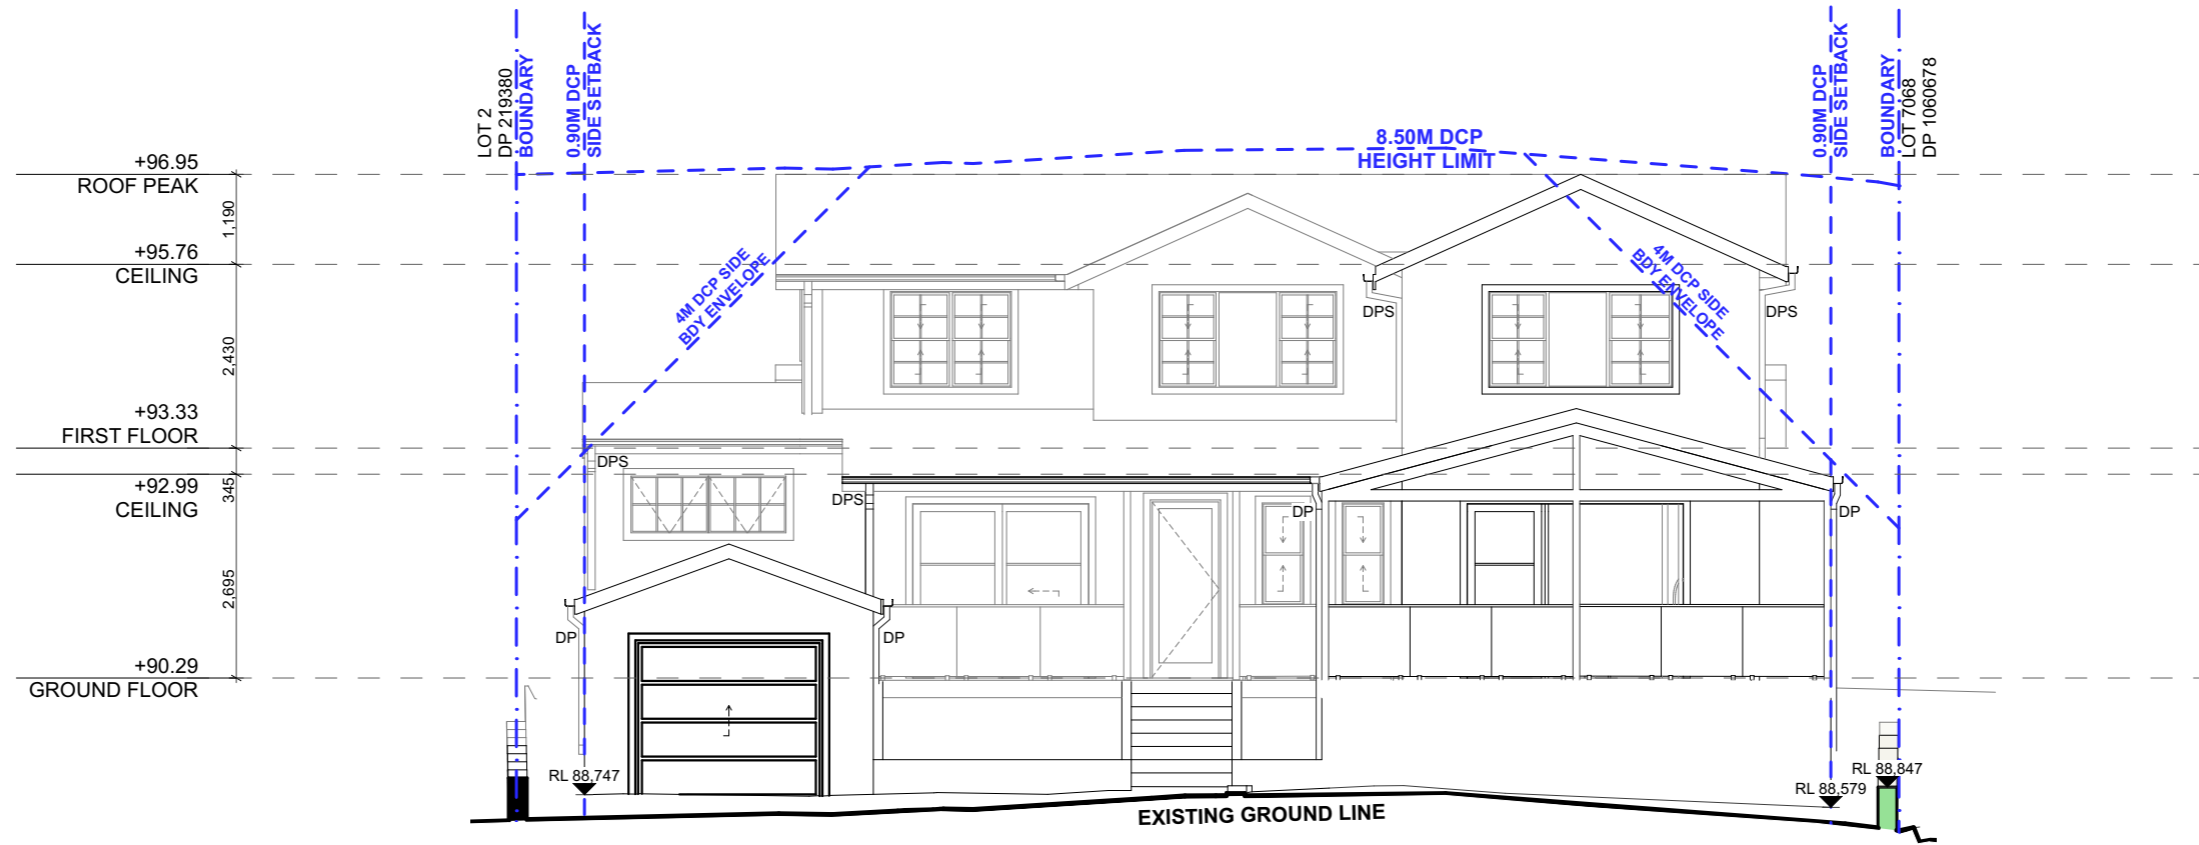 LOT 2
DP 219380
BOUNDARY
0.90M DCP
SIDE SETBACK
8.50M DCP
HEIGHT LIMIT
0.90M DCP
SIDE SETBACK
BOUNDARY
LOT 7068
DP 1060678
+96.95
ROOF PEAK
1,190
+95.76
CEILING
4M DCP SIDE
BDY ENVELOPE
4M DCP SIDE
BDY ENVELOPE
DPS
DPS
2,430
+93.33
FIRST FLOOR
DPS
345
+92.99
CEILING
DPS
DP
DP
2,695
DP
DP
+90.29
GROUND FLOOR
RL 88,747
RL 88,847
RL 88,579
EXISTING GROUND LINE